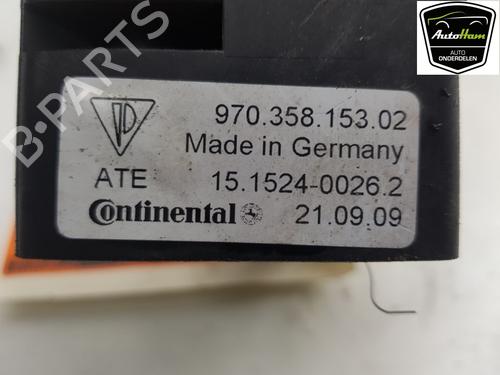 AutoHam
AUTO
ONDERDELEN
970.358.153.02
Made in Germany
ATE 15.1524-0026.2
Continental 21.09.09
B-PARTS